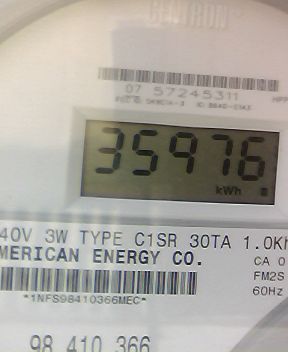 CENTRON
07 57245311
35976
kWh
40V 3W TYPE C1SR 30TA 1.0Kh
MERICAN ENERGY CO.
CA 0
FM2S
60Hz
*1NFS98410366MEC*
98 410 366